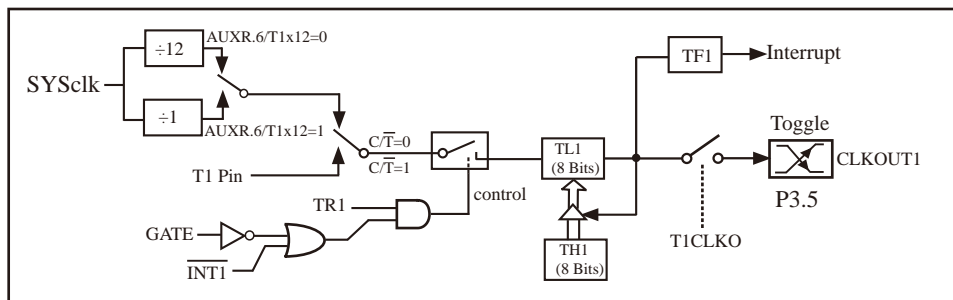 AUXR.6/T1x12=0
÷12
SYSclk
÷1
AUXR.6/T1x12=1
C/T̅=0
C/T̅=1
T1 Pin
TR1
control
GATE
I̅N̅T̅1̅
TL1
(8 Bits)
TH1
(8 Bits)
TF1
Interrupt
Toggle
CLKOUT1
P3.5
T1CLKO